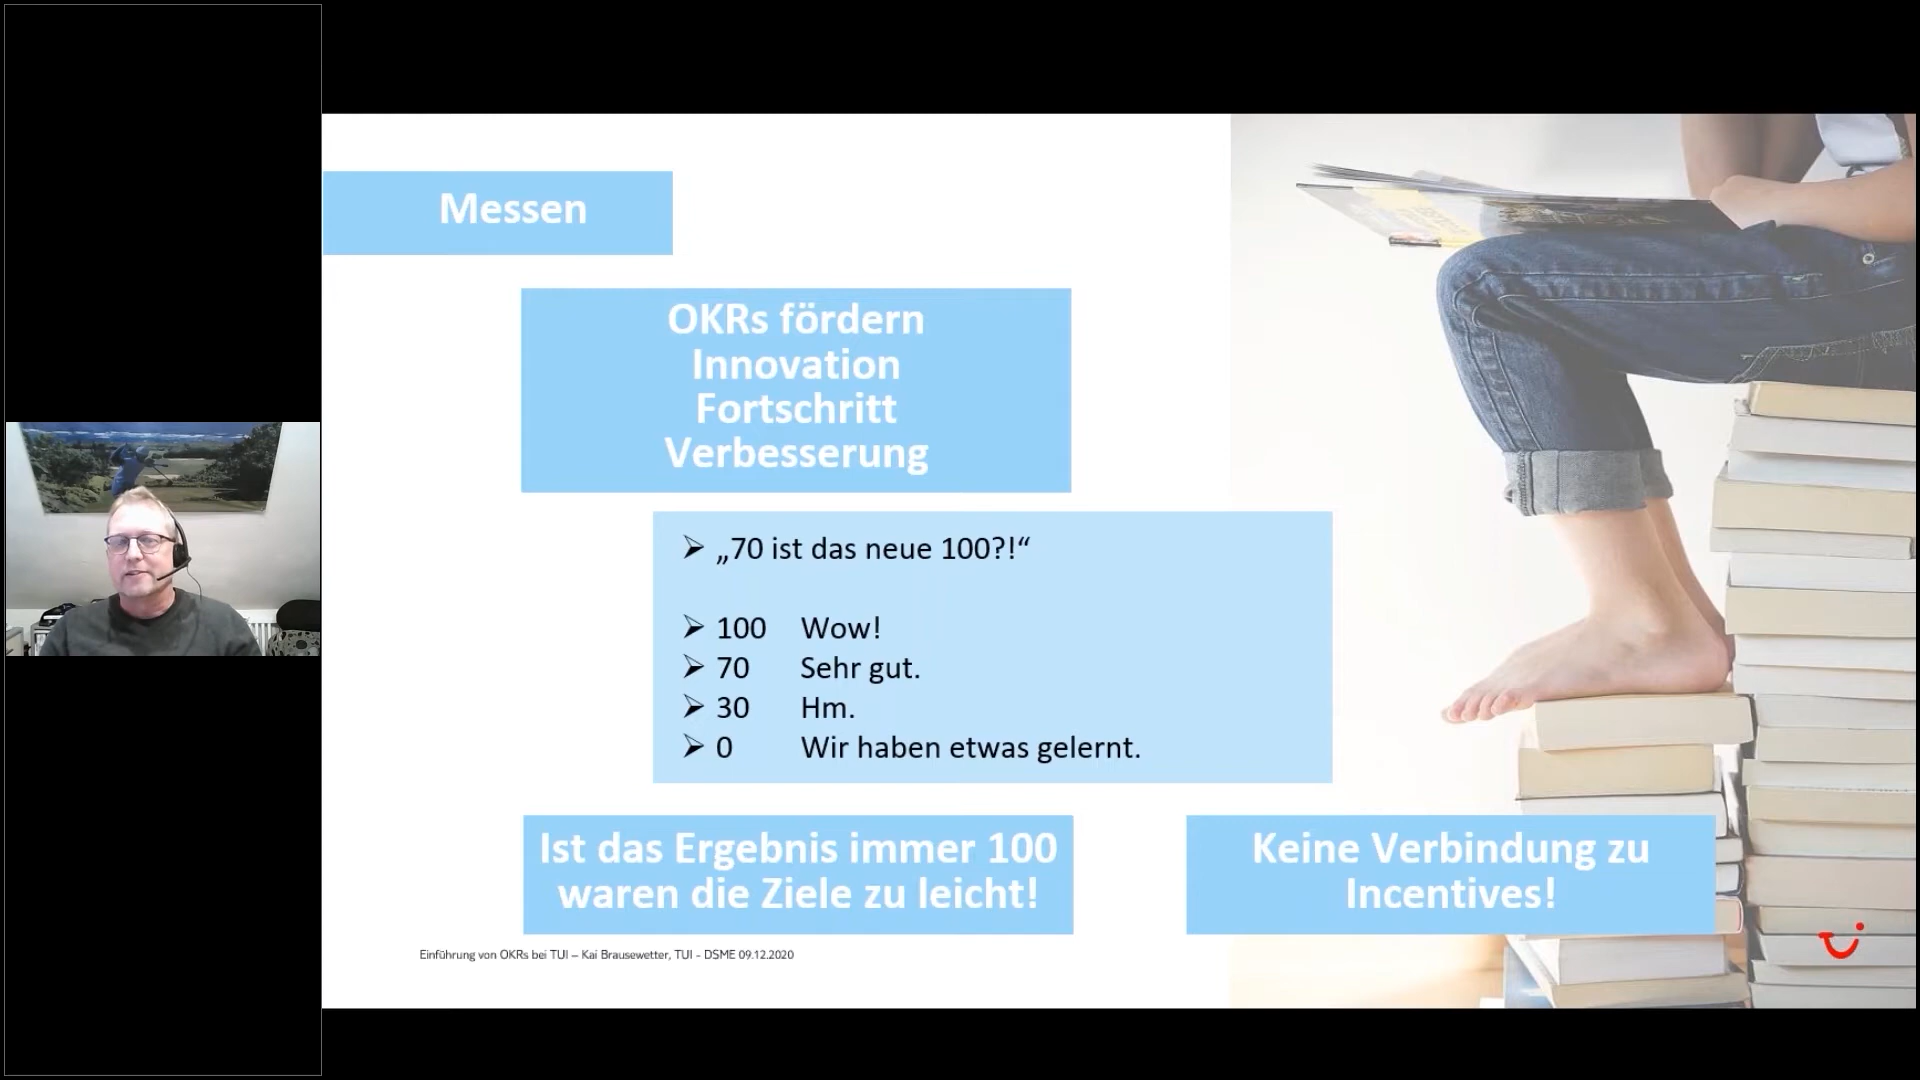 Messen
OKRs fördern
Innovation
Fortschritt
Verbesserung
➢ „70 ist das neue 100?!“
➢ 100 Wow!
➢ 70 Sehr gut.
➢ 30 Hm.
➢ 0 Wir haben etwas gelernt.
Ist das Ergebnis immer 100
waren die Ziele zu leicht!
Keine Verbindung zu
Incentives!
Einführung von OKRs bei TUI – Kai Brausewetter, TUI - DSME 09.12.2020